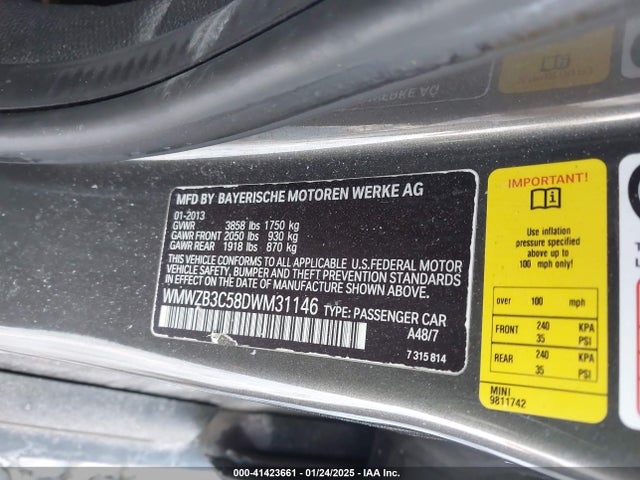 MFD BY BAYERISCHE MOTOREN WERKE AG
01-2013
GVWR 3858 lbs 1750 kg
GAWR FRONT 2050 lbs 930 kg
GAWR REAR 1918 lbs 870 kg
THIS VEHICLE CONFORMS TO ALL APPLICABLE U.S.FEDERAL MOTOR
VEHICLE SAFETY, BUMPER, AND THEFT PREVENTION STANDARDS
IN EFFECT ON THE DATE OF MANUFACTURE SHOWN ABOVE.
WMWZB3C58DWM31146 TYPE: PASSENGER CAR
A48/7
7 315 814
IMPORTANT!
Use inflation
pressure specified
above up to
100 mph only!
over 100 mph
FRONT 240 KPA
35 PSI
REAR 240 KPA
35 PSI
MINI
9811742
000-41423661 - 01/24/2025 - IAA Inc.